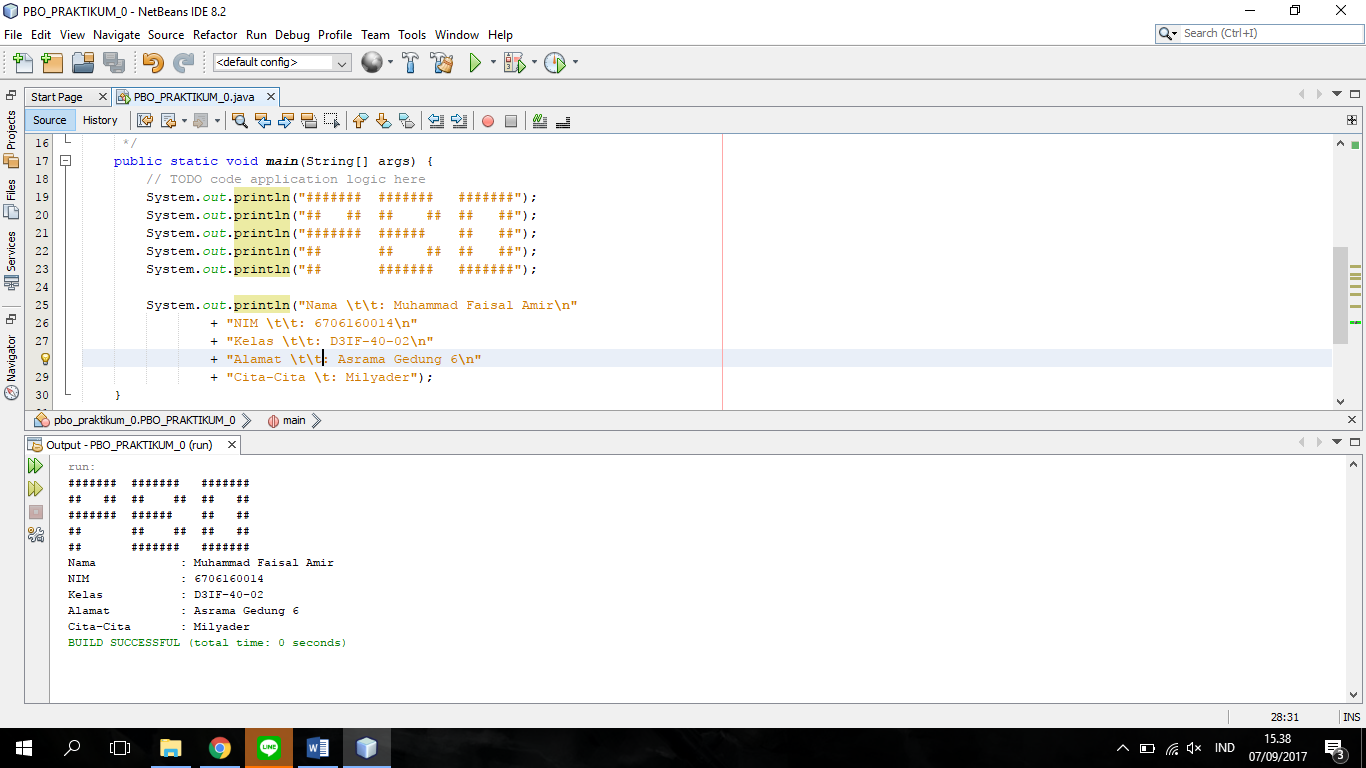 PBO_PRAKTIKUM_0 - NetBeans IDE 8.2
File Edit View Navigate Source Refactor Run Debug Profile Team Tools Window Help
Search (Ctrl+I)
<default config>
Start Page PBO_PRAKTIKUM_0.java
Source History
Projects
Files
Services
Navigator
16 */
17 public static void main(String[] args) {
18 // TODO code application logic here
19 System.out.println("#######  #######   #######");
20 System.out.println("##   ##  ##    ##  ##   ##");
21 System.out.println("#######  ######    ##   ##");
22 System.out.println("##       ##    ##  ##   ##");
23 System.out.println("##       #######   #######");
24
25 System.out.println("Nama \t\t: Muhammad Faisal Amir\n"
26 + "NIM \t\t: 6706160014\n"
27 + "Kelas \t\t: D3IF-40-02\n"
+ "Alamat \t\t: Asrama Gedung 6\n"
29 + "Cita-Cita \t: Milyader");
30 }
pbo_praktikum_0.PBO_PRAKTIKUM_0 main
Output - PBO_PRAKTIKUM_0 (run)
run:
#######  #######   #######
##   ##  ##    ##  ##   ##
#######  ######    ##   ##
##       ##    ##  ##   ##
##       #######   #######
Nama : Muhammad Faisal Amir
NIM : 6706160014
Kelas : D3IF-40-02
Alamat : Asrama Gedung 6
Cita-Cita : Milyader
BUILD SUCCESSFUL (total time: 0 seconds)
28:31 INS
LINE
IND
15.38
07/09/2017
3